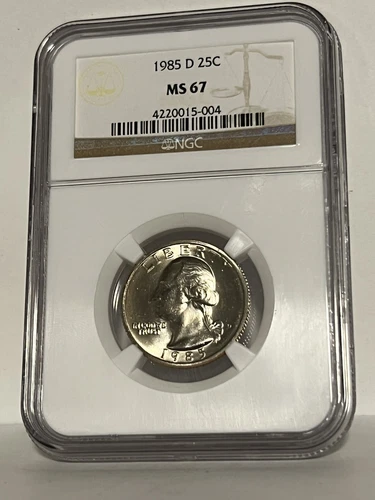 1985 D 25C
MS 67
4220015-004
NGC
LIBERTY
IN GOD WE
TRUST
D
1985